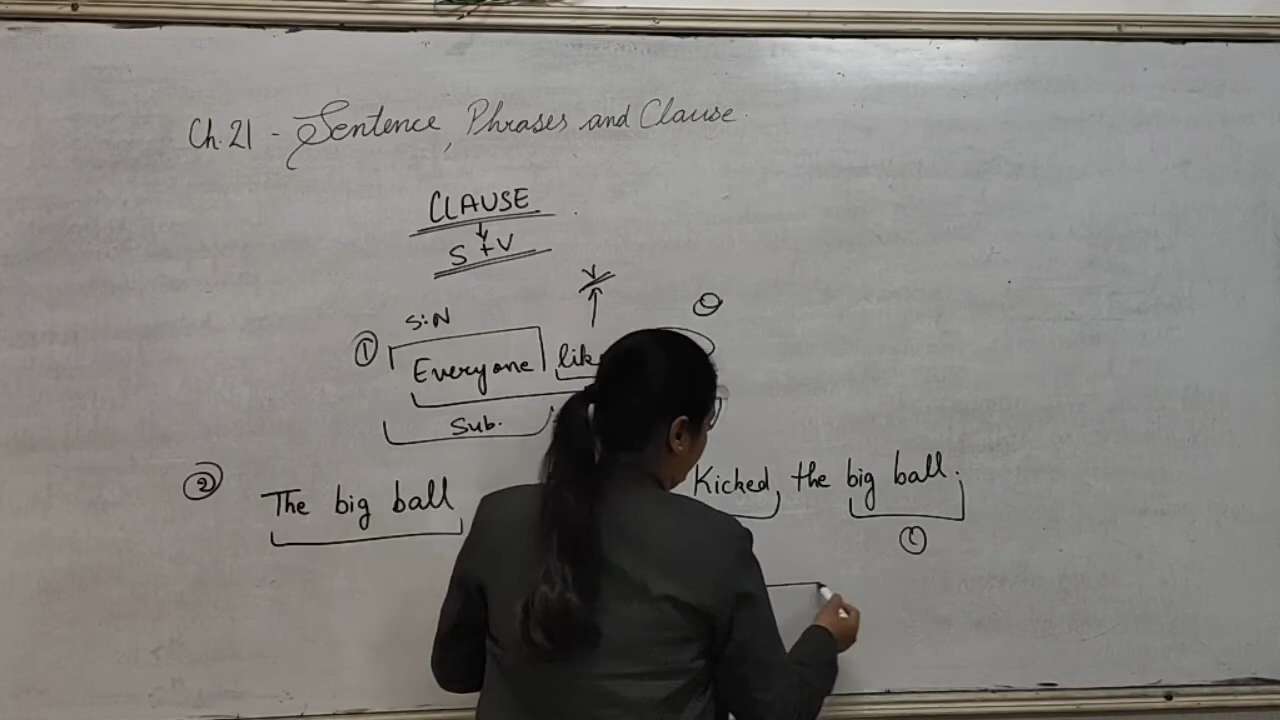 Ch.21 - Sentence, Phrases and Clause.
CLAUSE
S + V
V
S:N
① Everyone
Sub.
② The big ball Kicked the big ball.